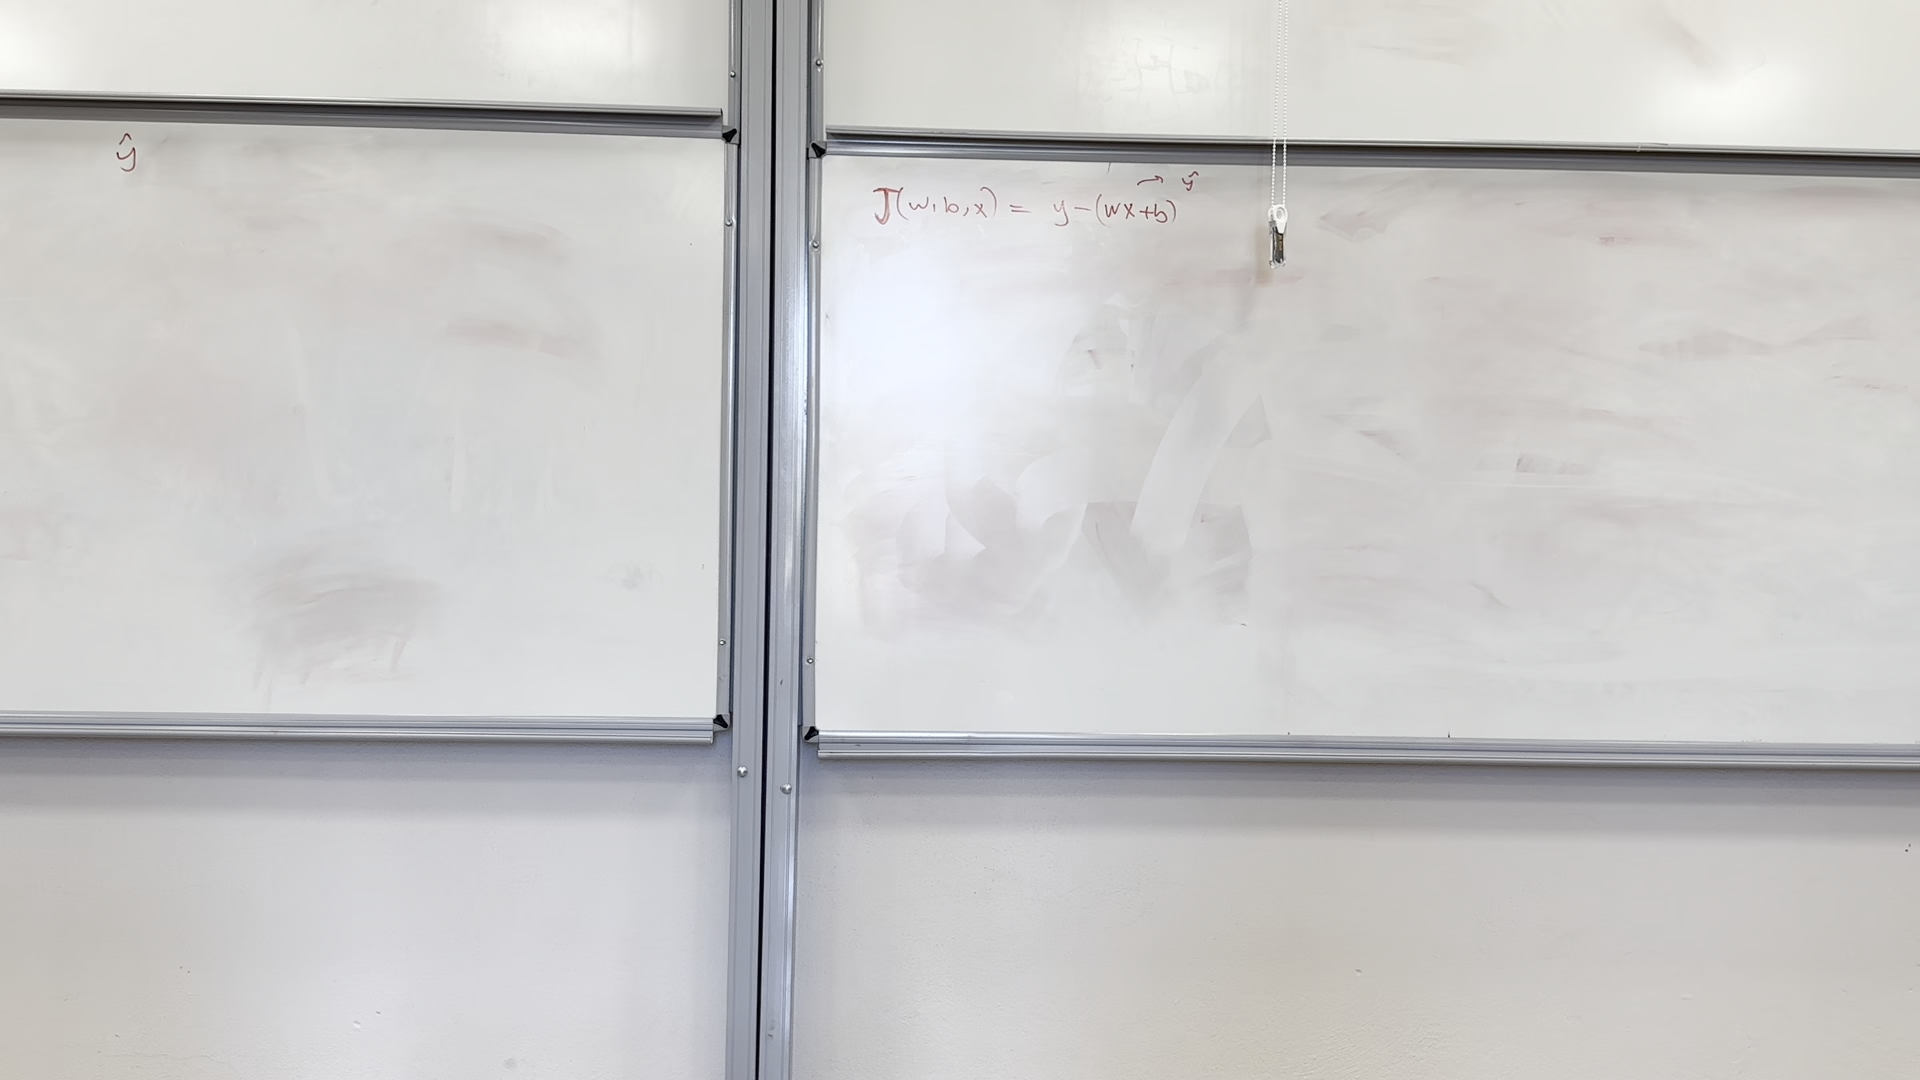 ŷ
J(w,b,x) = y-(wx+b) → ŷ